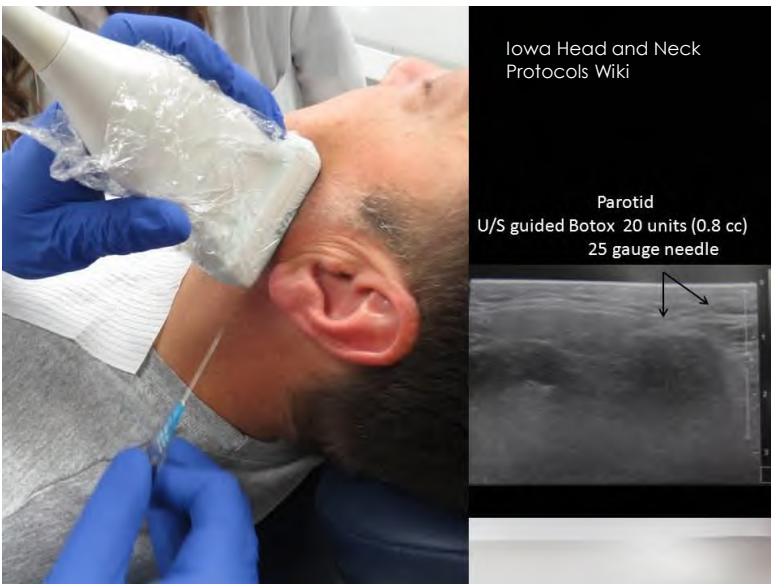 Iowa Head and Neck
Protocols Wiki
Parotid
U/S guided Botox 20 units (0.8 cc)
25 gauge needle